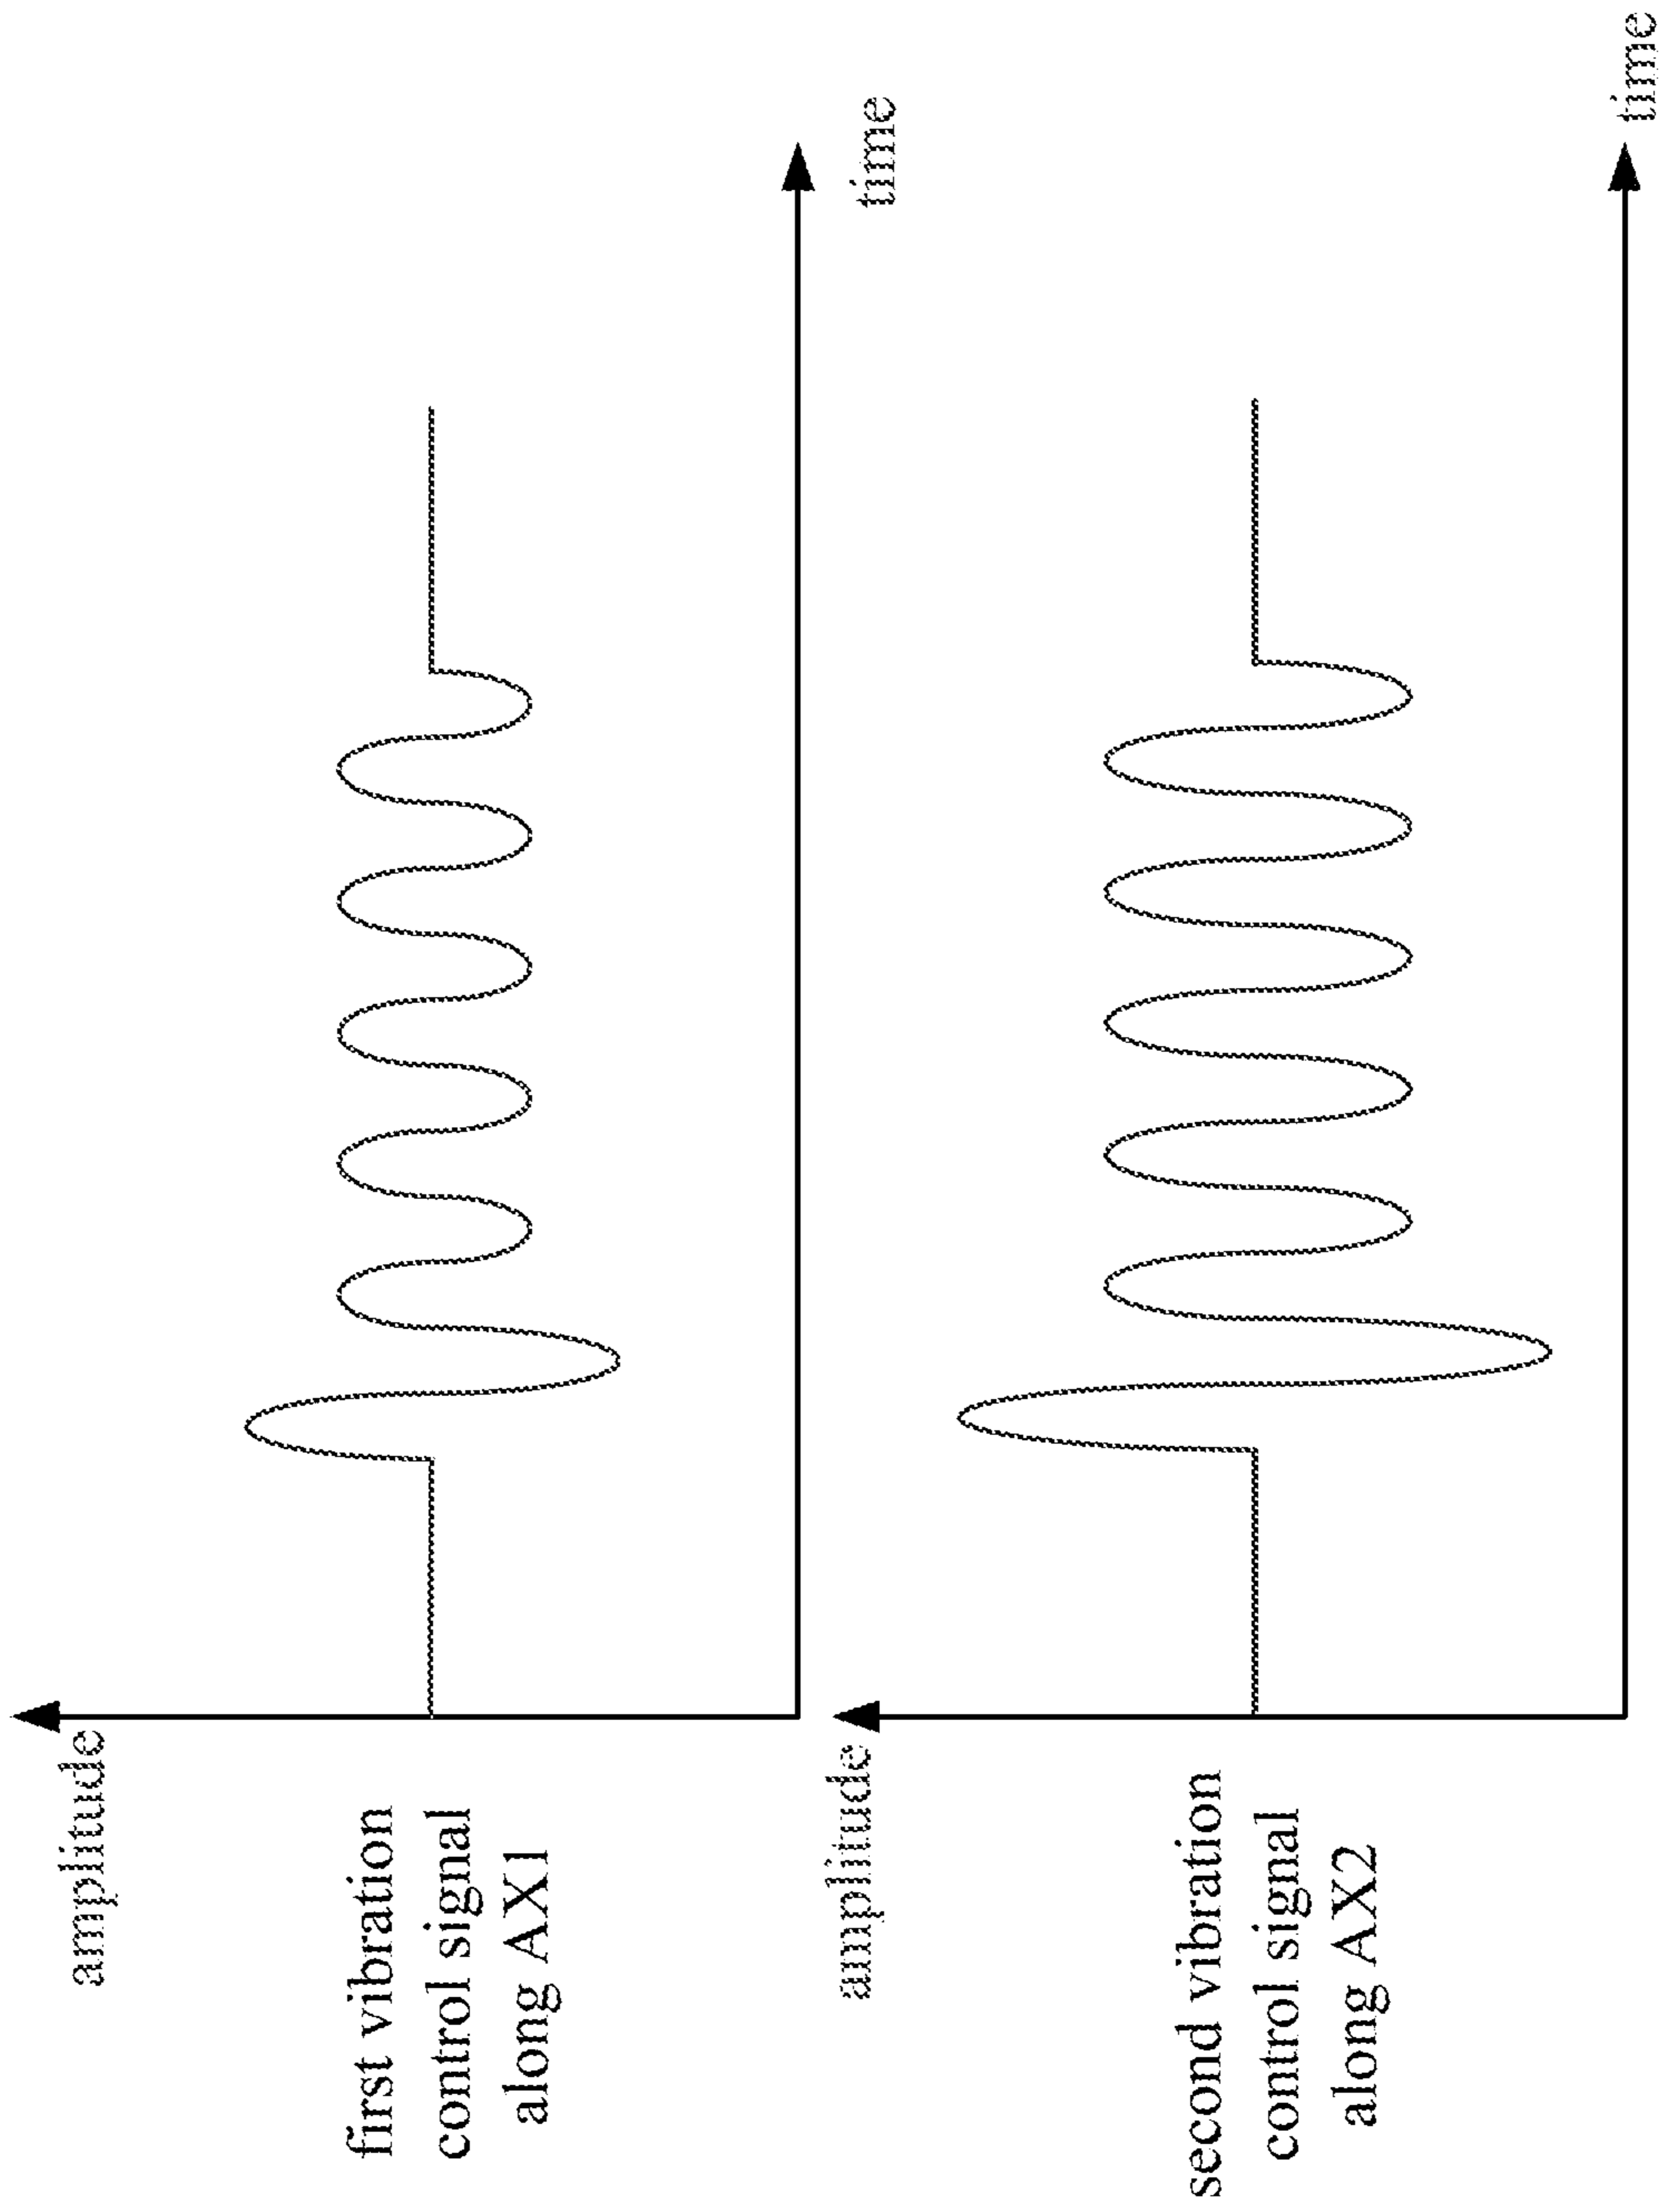 amplitude
first vibration
control signal
along AX1
time
amplitude
second vibration
control signal
along AX2
time